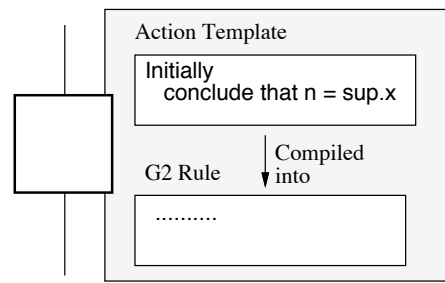 Action Template
Initially
conclude that n = sup.x
Compiled
into
G2 Rule
..........